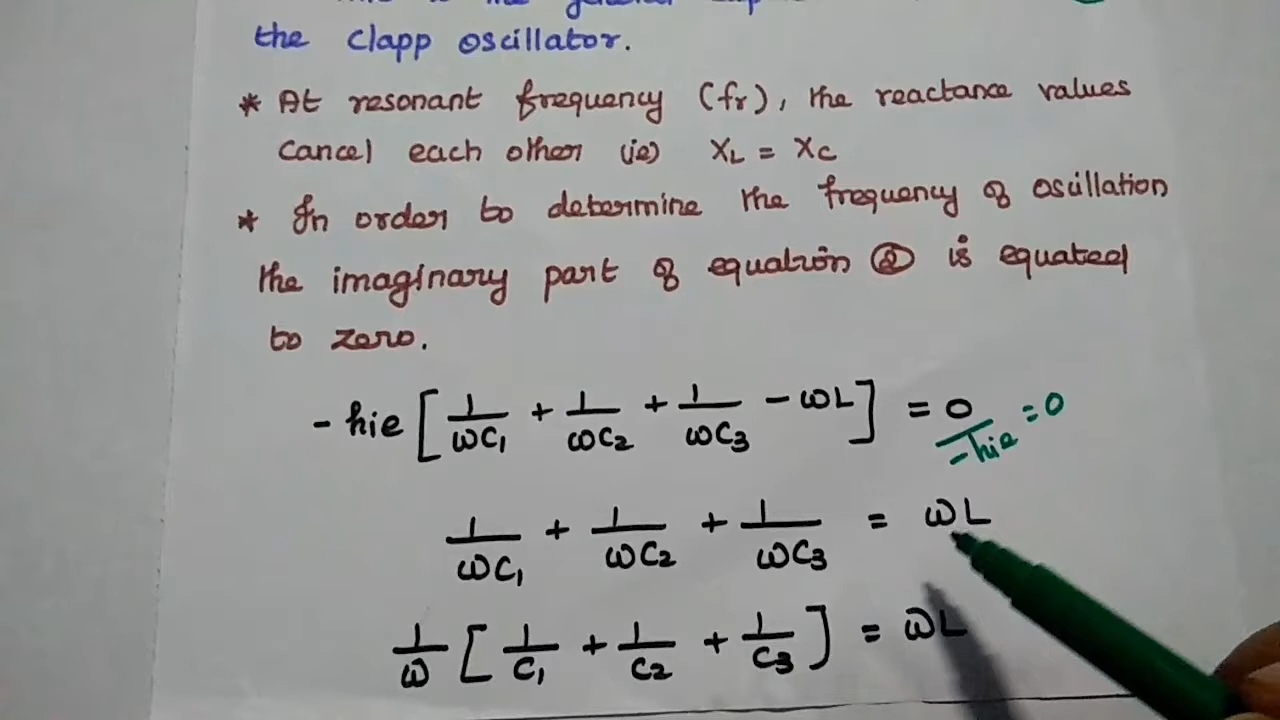 the general
the Clapp oscillator.
* At resonant frequency (fr), the reactance values
cancel each other (ie) XL = XC
* In order to determine the frequency of oscillation
the imaginary part of equation ② is equated
to zero.
- hie [ 1/ωC1 + 1/ωC2 + 1/ωC3 - ωL ] = 0/-hie = 0
1/ωC1 + 1/ωC2 + 1/ωC3 = ωL
1/ω [ 1/C1 + 1/C2 + 1/C3 ] = ωL